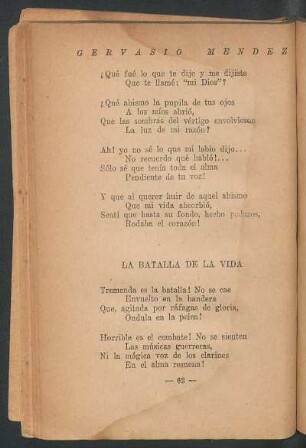 GERVASIO MENDEZ
¿Qué fué lo que te dije y me dijiste
Que te llamé: "mi Dios"?
¿Qué abismo la pupila de tus ojos
A los míos abrió,
Que las sombras del vértigo envolvieron
La luz de mi razón?
Ah! yo no sé lo que mi labio dijo...
No recuerdo qué habló!...
Sólo sé que tenía toda el alma
Pendiente de tu voz!
Y que al querer huir de aquel abismo
Que mi vida absorbió,
Sentí que hasta su fondo, hecho pedazos,
Rodaba el corazón!
LA BATALLA DE LA VIDA
Tremenda es la batalla! No se cae
Envuelto en la bandera
Que, agitada por ráfagas de gloria,
Ondula en la pelea!
Horrible es el combate! No se sienten
Las músicas guerreras,
Ni la mágica voz de los clarines
En el alma resuena!
— 62 —